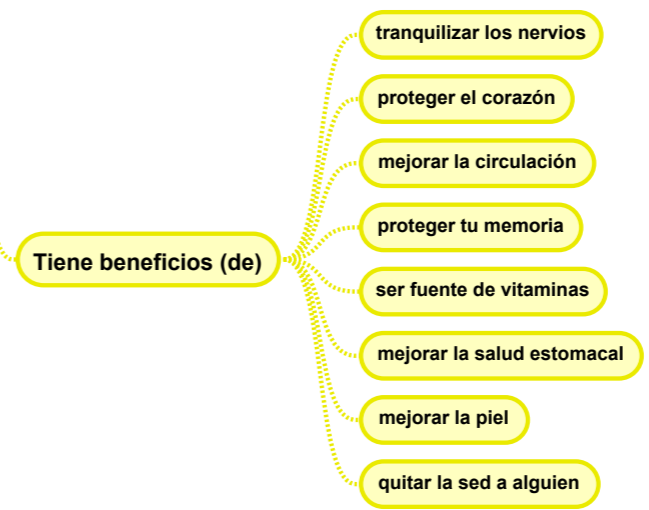 tranquilizar los nervios
proteger el corazón
mejorar la circulación
proteger tu memoria
Tiene beneficios (de)
ser fuente de vitaminas
mejorar la salud estomacal
mejorar la piel
quitar la sed a alguien